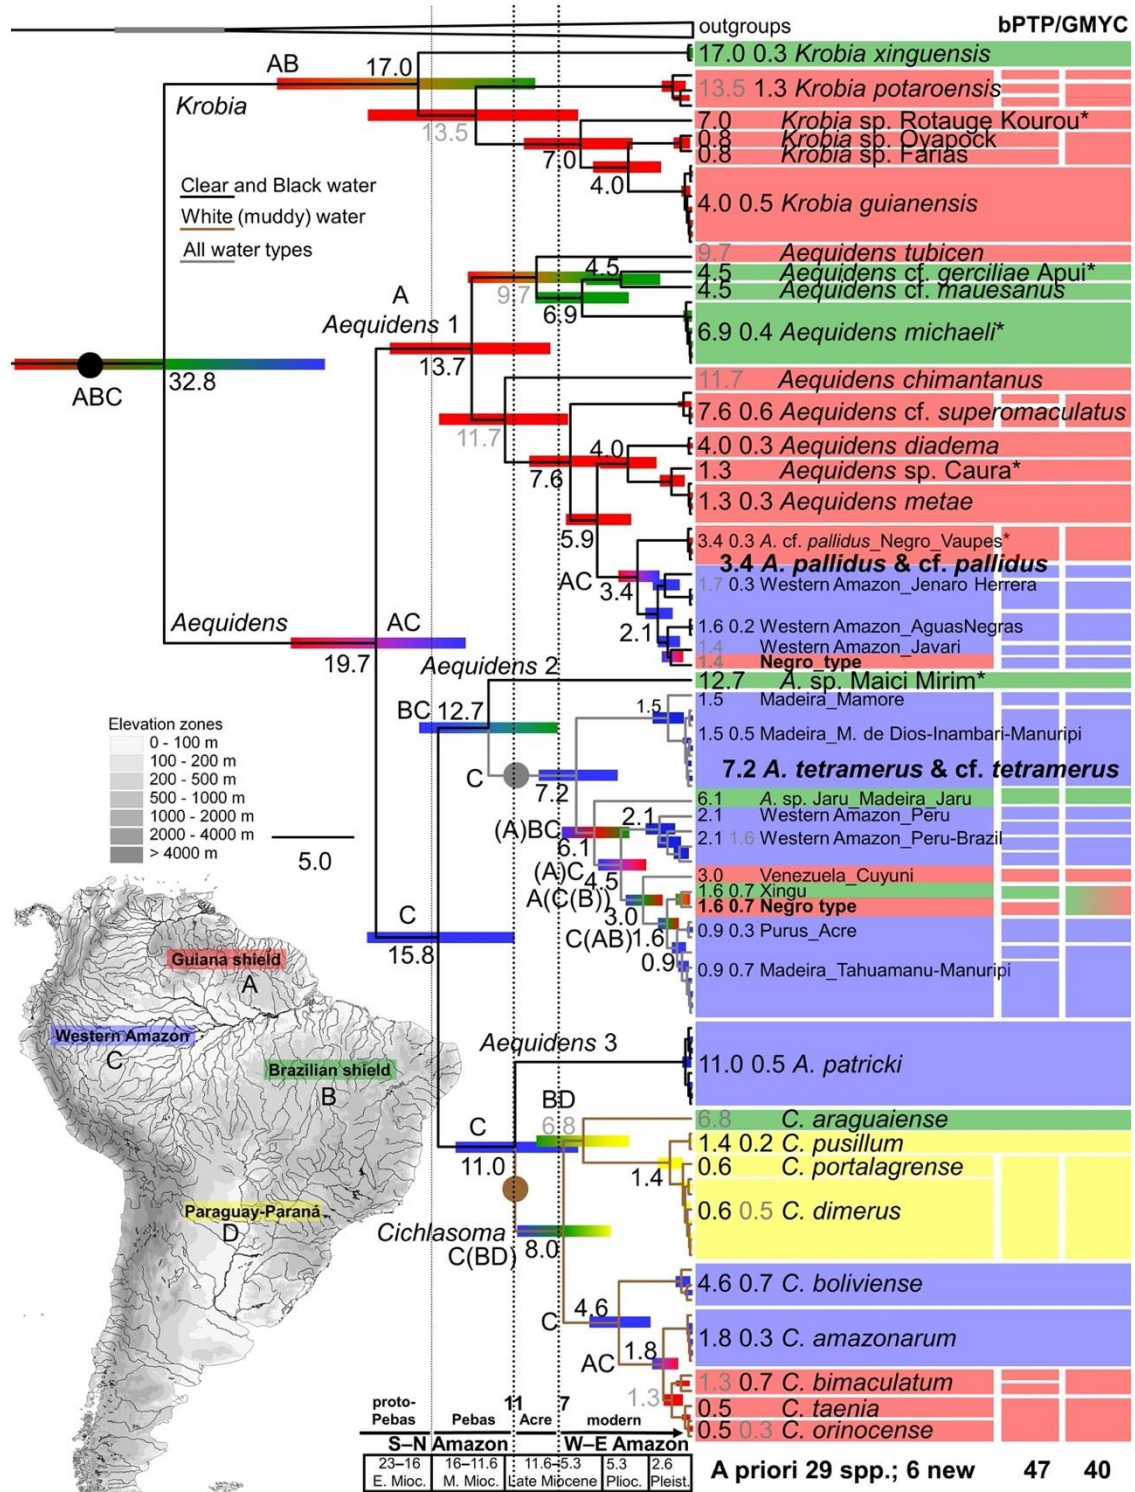 outgroups
bPTP/GMYC
17.0 0.3 Krobia xinguensis
AB
17.0
Krobia
13.5 1.3 Krobia potaroensis
13.5
7.0 Krobia sp. Rotauge Kourou*
0.8 Krobia sp. Oyapock
0.8 Krobia sp. Farias
7.0
4.0
4.0 0.5 Krobia guianensis
Clear and Black water
White (muddy) water
All water types
9.7 Aequidens tubicen
4.5 Aequidens cf. gerciliae Apui*
4.5 Aequidens cf. mauesanus
4.5
9.7
6.9
6.9 0.4 Aequidens michaeli*
A
Aequidens 1
13.7
ABC
32.8
11.7 Aequidens chimantanus
7.6 0.6 Aequidens cf. superomaculatus
11.7
4.0 0.3 Aequidens diadema
4.0
7.6
1.3 Aequidens sp. Caura*
1.3 0.3 Aequidens metae
5.9
3.4 0.3 A. cf. pallidus_Negro_Vaupes*
3.4 A. pallidus & cf. pallidus
AC
3.4
1.7 0.3 Western Amazon_Jenaro Herrera
2.1
1.6 0.2 Western Amazon_AguasNegras
1.4 Western Amazon_Javari
1.4 Negro_type
Aequidens
AC
19.7
Aequidens 2
12.7 A. sp. Maici Mirim*
BC
12.7
1.5 Madeira_Mamore
1.5
1.5 0.5 Madeira_M. de Dios-Inambari-Manuripi
7.2 A. tetramerus & cf. tetramerus
C
7.2
6.1 A. sp. Jaru_Madeira_Jaru
2.1 Western Amazon_Peru
2.1 1.6 Western Amazon_Peru-Brazil
2.1
(A)BC
6.1
(A)C
4.5
3.0 Venezuela_Cuyuni
1.6 0.7 Xingu
1.6 0.7 Negro type
A(C(B))
3.0
0.9 0.3 Purus_Acre
C(AB)
1.6
0.9
0.9 0.7 Madeira_Tahuamanu-Manuripi
Elevation zones
0 - 100 m
100 - 200 m
200 - 500 m
500 - 1000 m
1000 - 2000 m
2000 - 4000 m
> 4000 m
5.0
C
15.8
Guiana shield
A
Western Amazon
C
Brazilian shield
B
Paraguay-Paraná
D
Aequidens 3
11.0 0.5 A. patricki
BD
6.8
6.8 C. araguaiense
C
11.0
1.4 0.2 C. pusillum
0.6 C. portalagrense
1.4
0.6 0.5 C. dimerus
Cichlasoma
C(BD)
8.0
4.6 0.7 C. boliviense
4.6
C
1.8 0.3 C. amazonarum
1.8
AC
1.3 0.7 C. bimaculatum
1.3
0.5 C. taenia
0.5 0.3 C. orinocense
proto-
Pebas
Pebas
11
Acre
7
modern
S–N Amazon
W–E Amazon
23–16
E. Mioc.
16–11.6
M. Mioc.
11.6–5.3
Late Miocene
5.3
Plioc.
2.6
Pleist.
A priori 29 spp.; 6 new
47
40